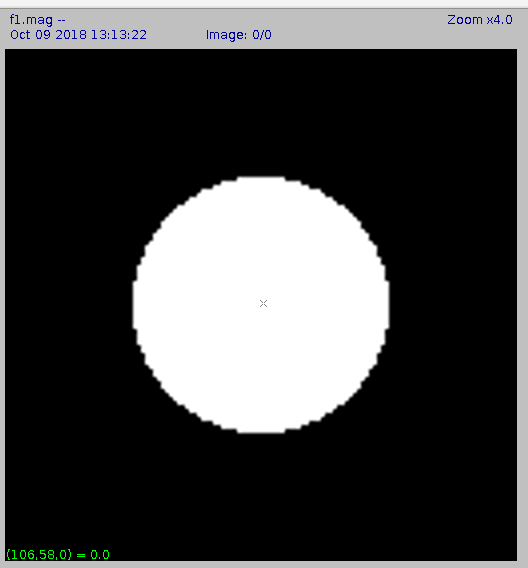 f1.mag --
Zoom x4.0
Oct 09 2018 13:13:22
Image: 0/0
(106,58,0) = 0.0